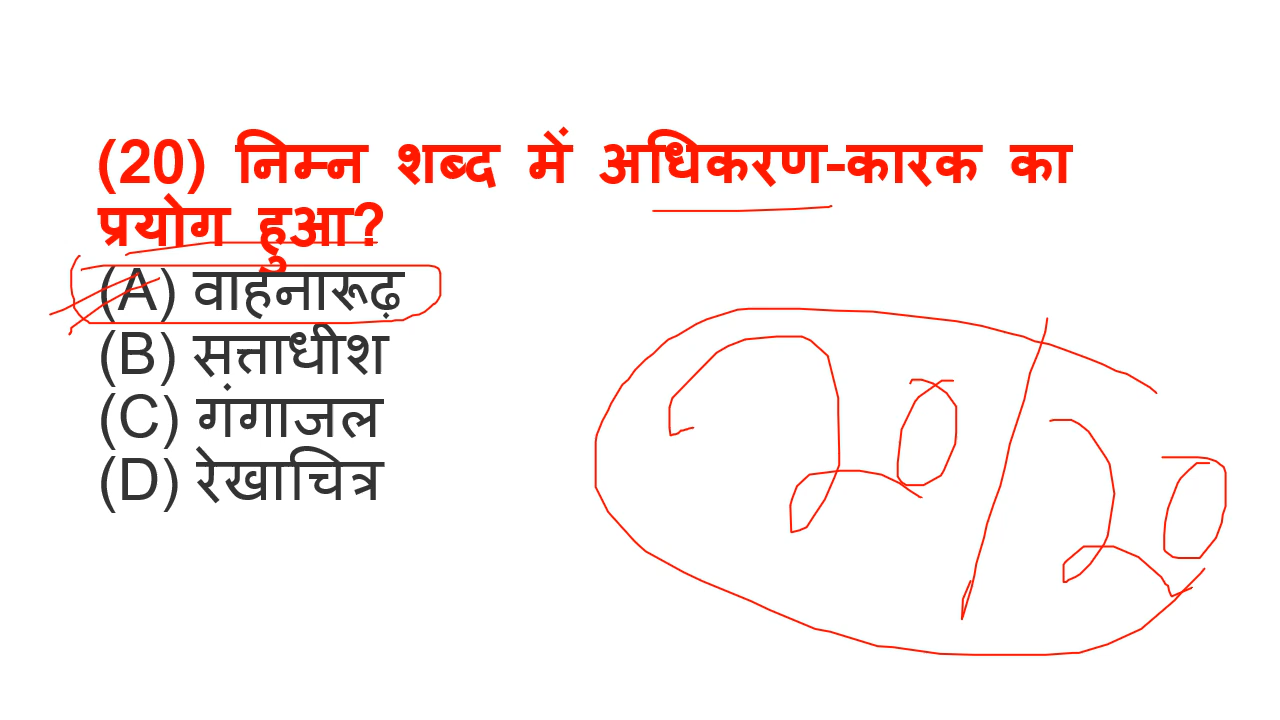 (20) निम्न शब्द में अधिकरण-कारक का
प्रयोग हुआ?
(A) वाहनारूढ़
(B) सत्ताधीश
(C) गंगाजल
(D) रेखाचित्र
20/20